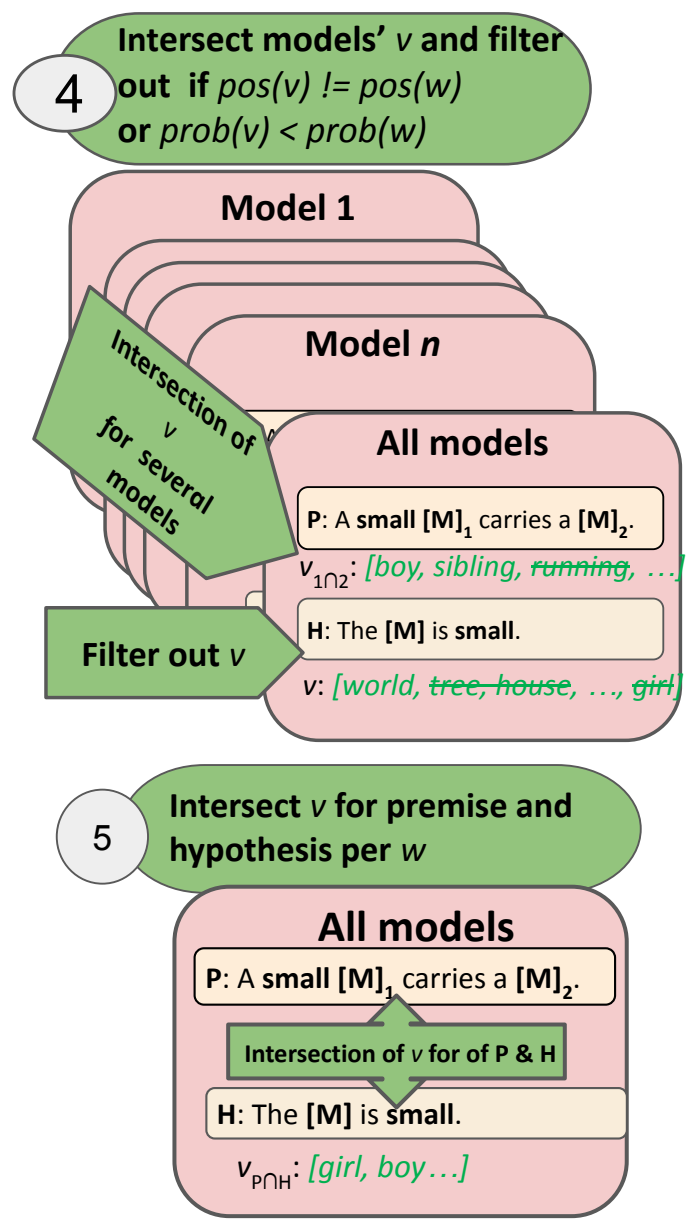 4
Intersect models’ v and filter
out if pos(v) != pos(w)
or prob(v) < prob(w)
Model 1
Model n
Intersection of
v
for several
models
A
All models
P: A small [M]1 carries a [M]2.
v1∩2: [boy, sibling, running, …]
H: The [M] is small.
Filter out v
v: [world, tree, house, …, girl]
5
Intersect v for premise and
hypothesis per w
All models
P: A small [M]1 carries a [M]2.
Intersection of v for of P & H
H: The [M] is small.
vP∩H: [girl, boy…]